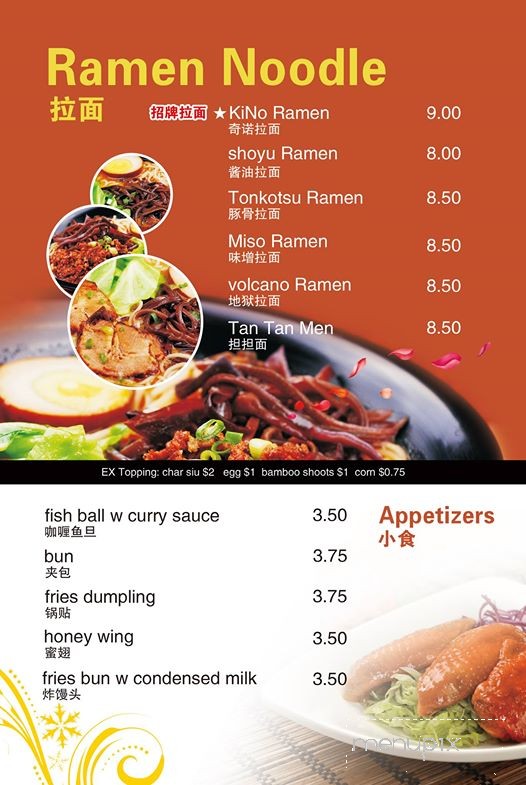 Ramen Noodle
拉面
招牌拉面 ★KiNo Ramen 9.00
奇诺拉面
shoyu Ramen 8.00
酱油拉面
Tonkotsu Ramen 8.50
豚骨拉面
Miso Ramen 8.50
味增拉面
volcano Ramen 8.50
地狱拉面
Tan Tan Men 8.50
担担面
EX Topping: char siu $2 egg $1 bamboo shoots $1 corn $0.75
Appetizers
小食
fish ball w curry sauce 3.50
咖喱鱼旦
bun 3.75
夹包
fries dumpling 3.75
锅贴
honey wing 3.50
蜜翅
fries bun w condensed milk 3.50
炸馒头
menupix